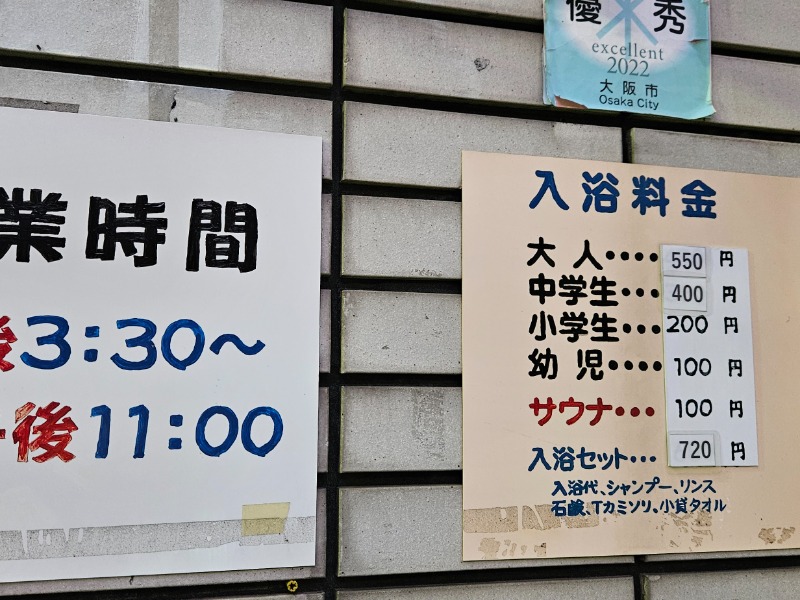 業時間
後3:30〜
午後11:00
優秀
excellent
2022
大阪市
Osaka City
入浴料金
大人････550円
中学生･･･400円
小学生･･･200円
幼児････100円
サウナ･･･100円
入浴セット･･･720円
入浴代、シャンプー、リンス
石鹸、Tカミソリ、小貸タオル